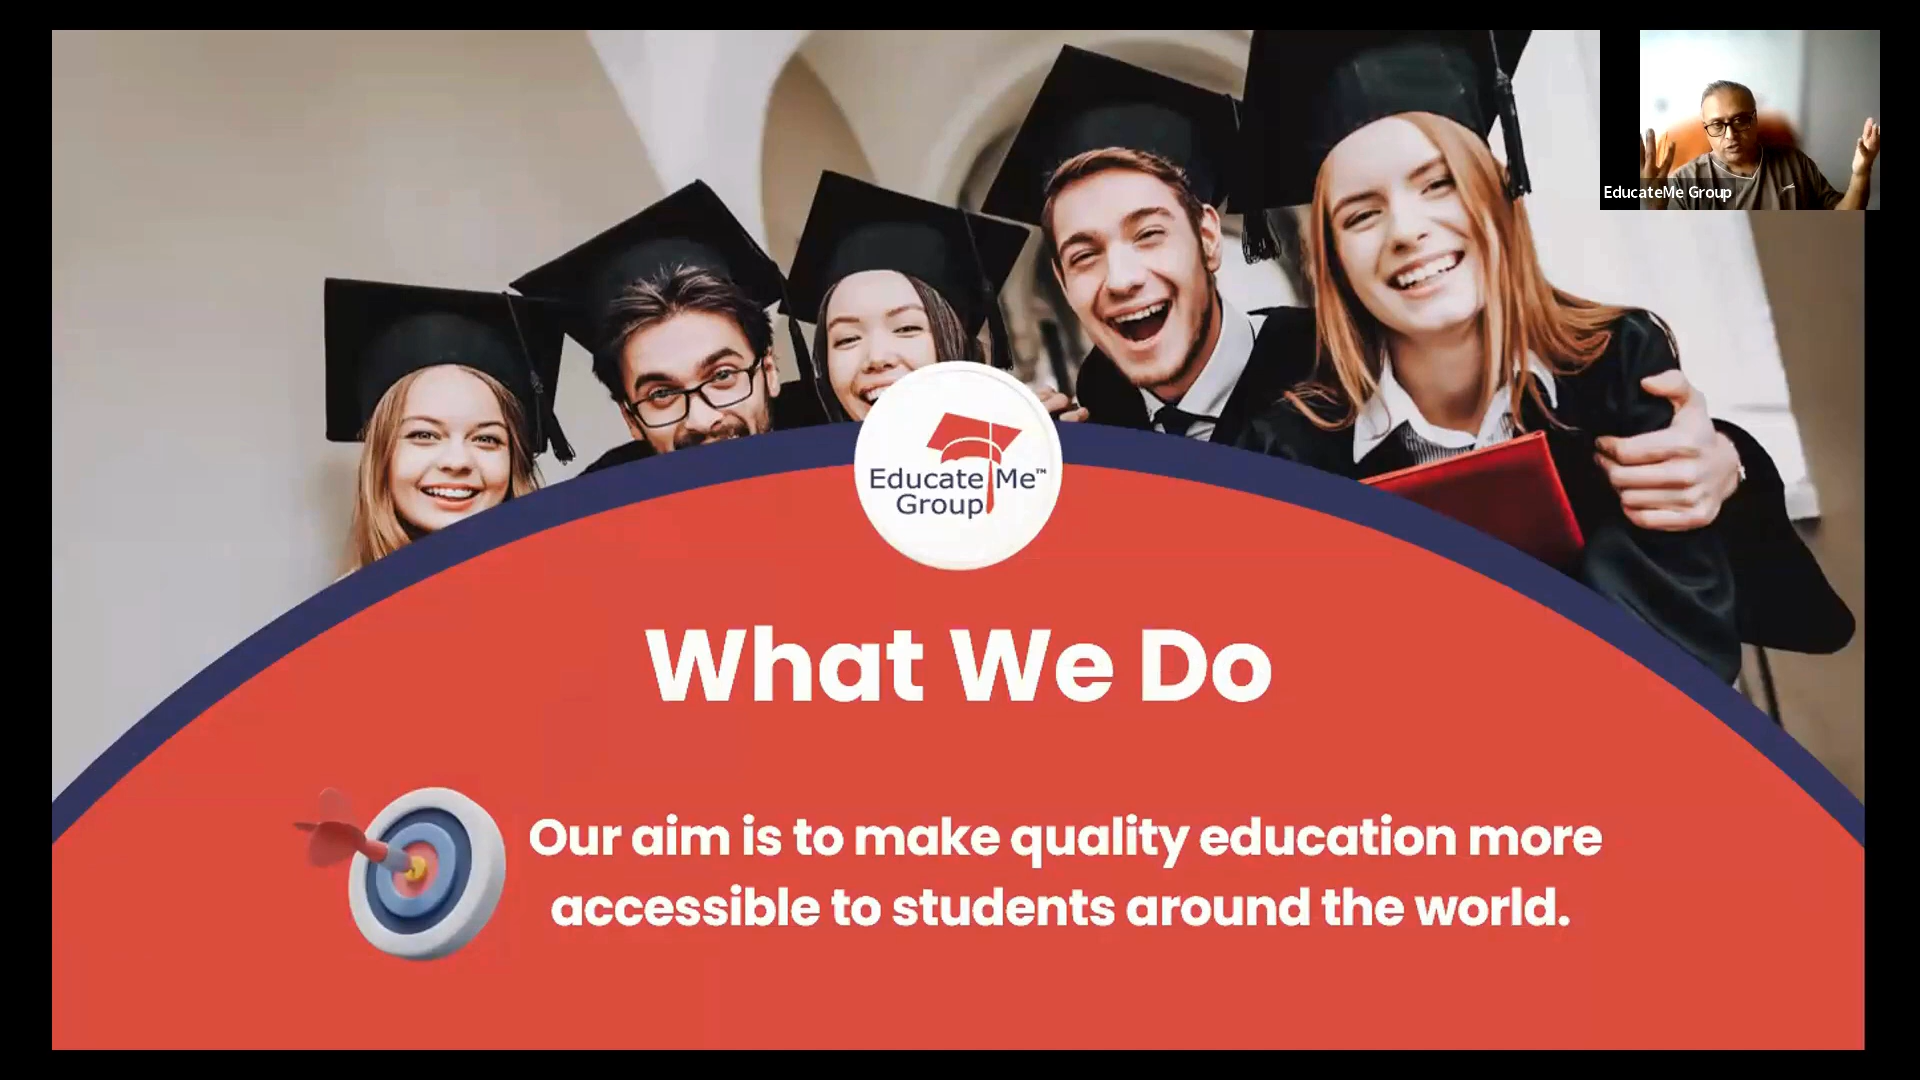 EducateMe Group
Educate Me™
Group
What We Do
Our aim is to make quality education more
accessible to students around the world.